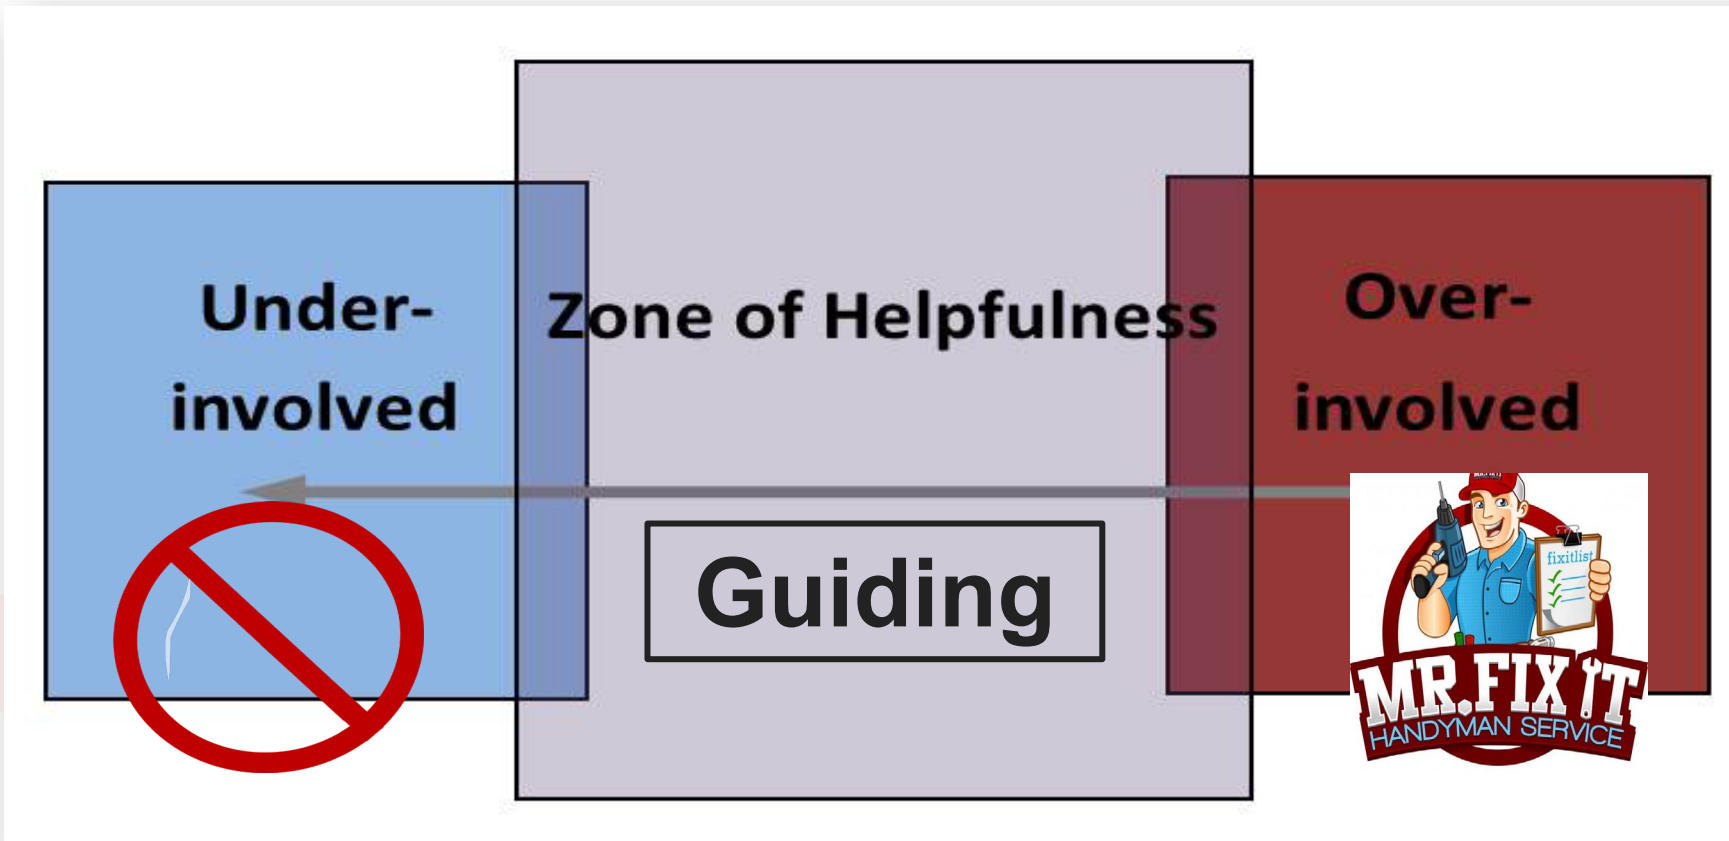 Under-
involved
Zone of Helpfulness
Over-
involved
Guiding
fixitlist
MR.FIX IT
HANDYMAN SERVICE